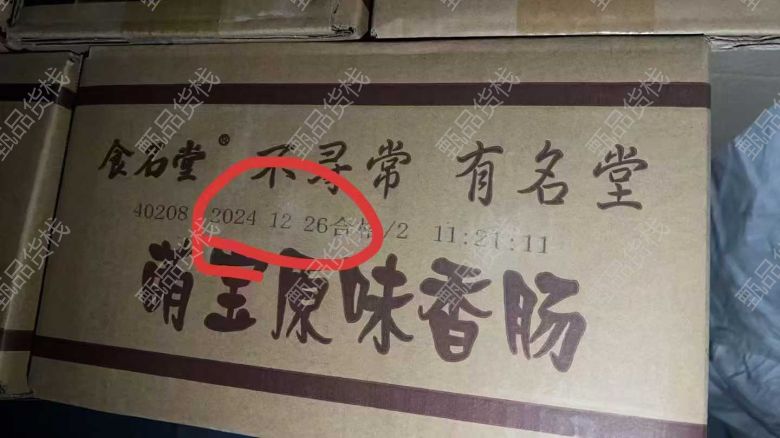 食名堂® 不寻常 有名堂
40208 2024 12 26合格/2 11:21:11
萌宝原味香肠
甄品货栈